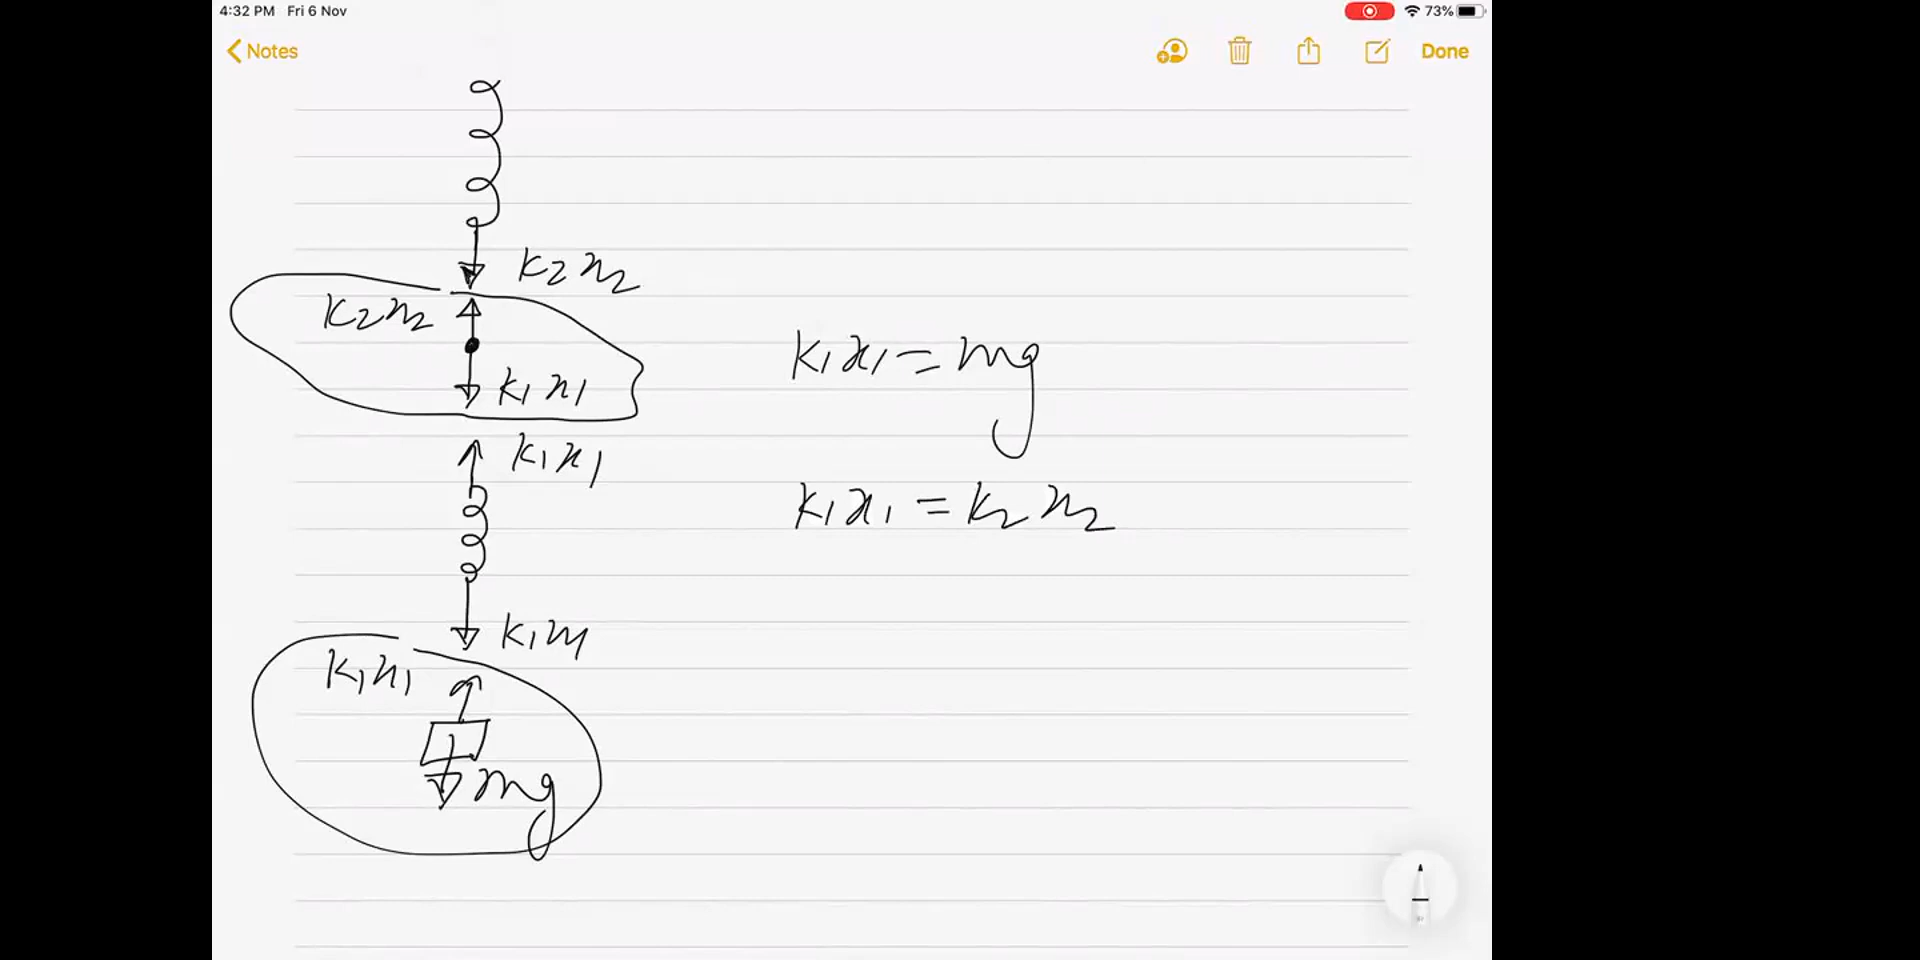 4:32 PM Fri 6 Nov
73%
Notes
Done
k₂x₂
k₂x₂
k₁x₁
k₁x₁
k₁x₁
k₁x₁
mg
k₁x₁ = mg
k₁x₁ = k₂x₂